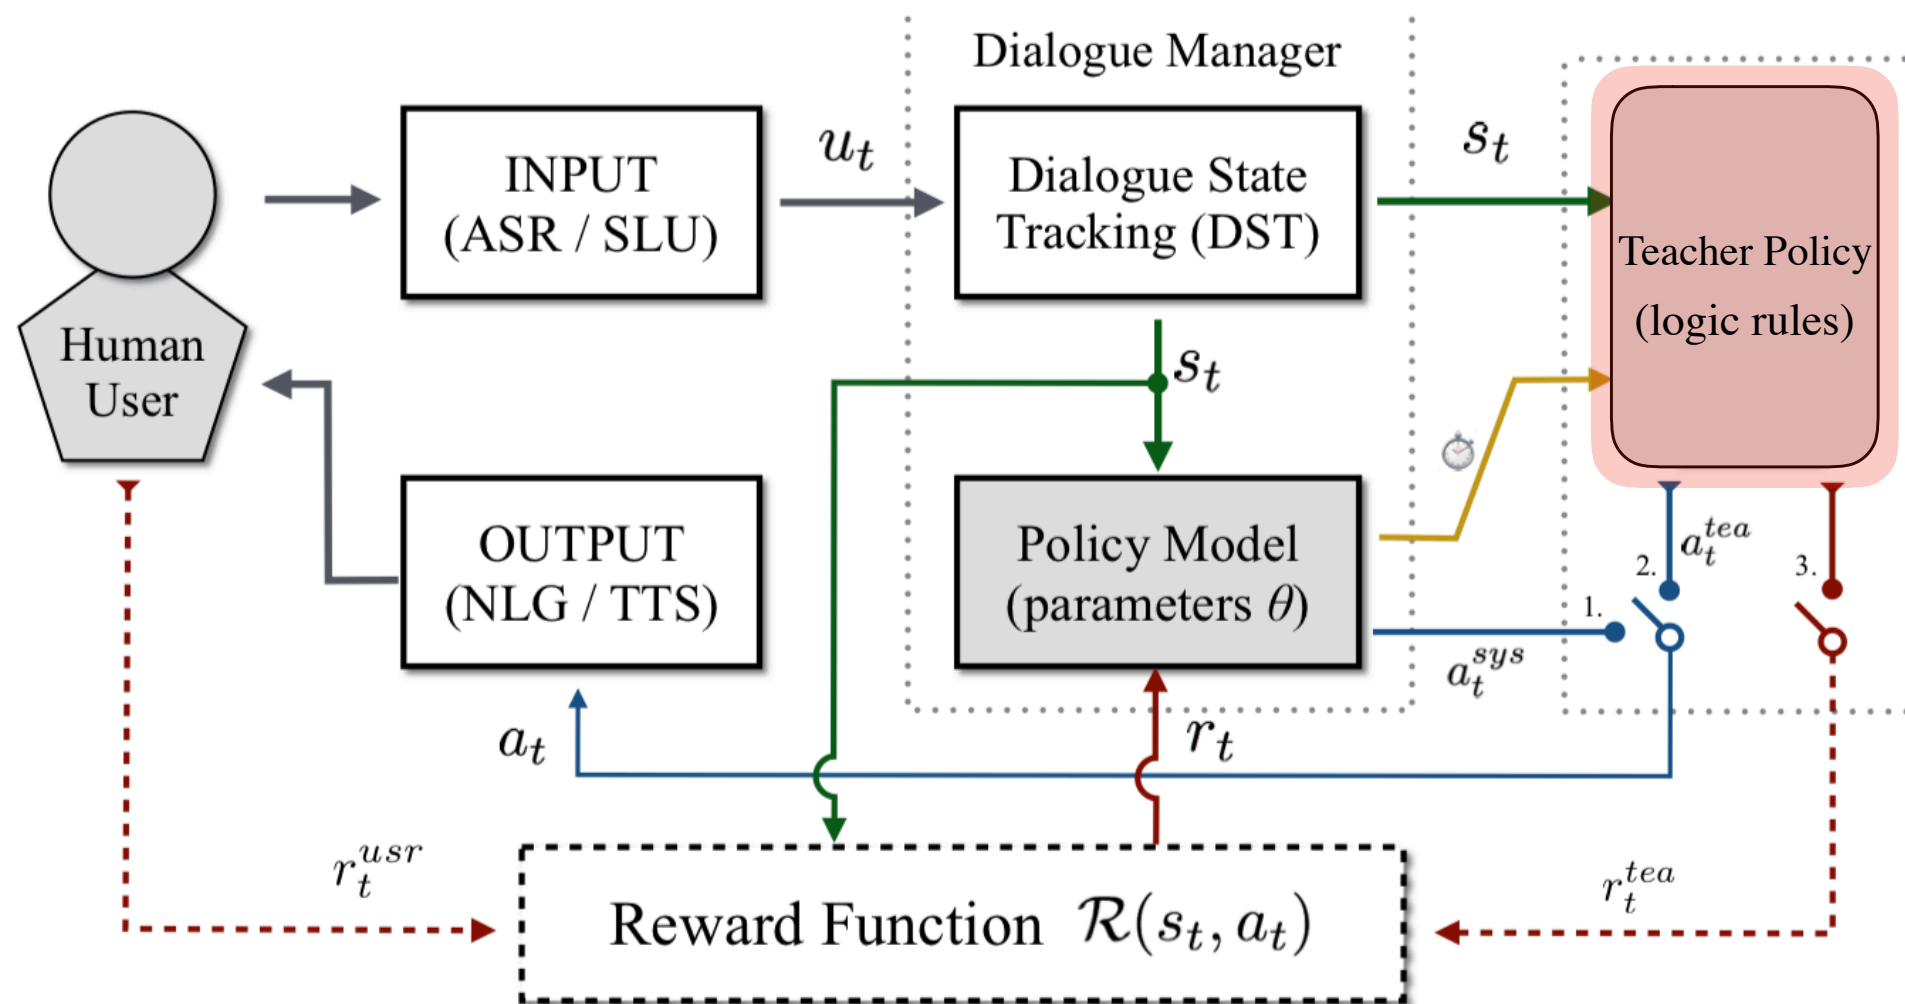 Dialogue Manager
INPUT
(ASR / SLU)
u_t
Dialogue State
Tracking (DST)
s_t
Teacher Policy
(logic rules)
Human
User
s_t
OUTPUT
(NLG / TTS)
Policy Model
(parameters θ)
a_t^{tea}
2.
3.
1.
a_t^{sys}
a_t
r_t
r_t^{usr}
Reward Function ℛ(s_t, a_t)
r_t^{tea}